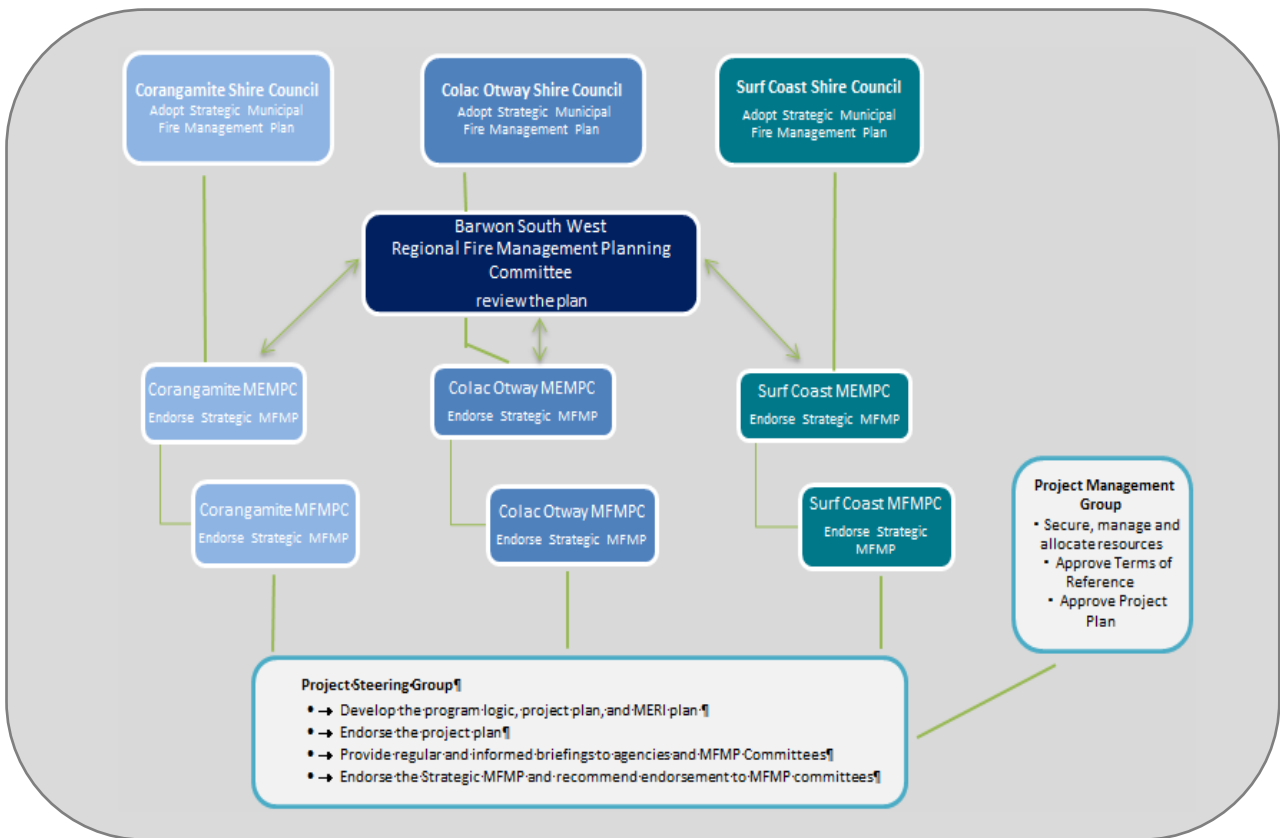 Corangamite Shire Council
Adopt Strategic Municipal
Fire Management Plan
Colac Otway Shire Council
Adopt Strategic Municipal
Fire Management Plan
Surf Coast Shire Council
Adopt Strategic Municipal
Fire Management Plan
Barwon South West
Regional Fire Management Planning
Committee
review the plan
Corangamite MEMPC
Endorse Strategic MFMP
Colac Otway MEMPC
Endorse Strategic MFMP
Surf Coast MEMPC
Endorse Strategic MFMP
Corangamite MFMPC
Endorse Strategic MFMP
Colac Otway MFMPC
Endorse Strategic MFMP
Surf Coast MFMPC
Endorse Strategic
MFMP
Project Management
Group
▪ Secure, manage and
allocate resources
▪ Approve Terms of
Reference
▪ Approve Project
Plan
Project·Steering·Group¶
•→Develop·the·program·logic,·project·plan,·and·MERI·plan·¶
•→Endorse·the·project·plan¶
•→Provide·regular·and·informed·briefings·to·agencies·and·MFMP·Committees¶
•→Endorse·the·Strategic·MFMP·and·recommend·endorsement·to·MFMP·committees¶